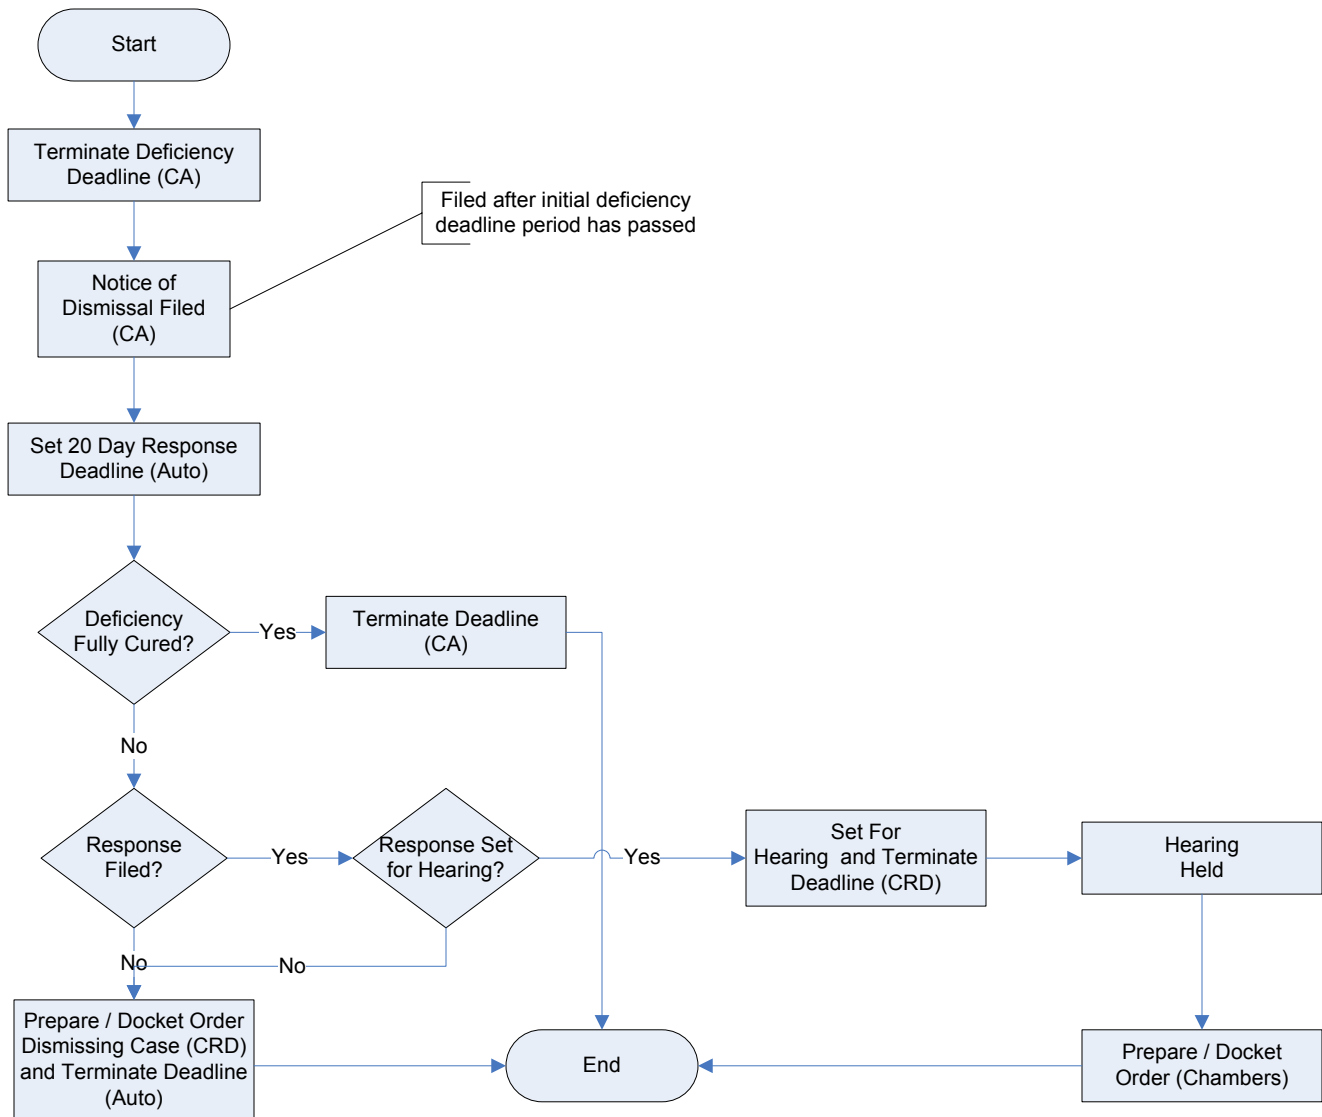 Start
Terminate Deficiency
Deadline (CA)
Filed after initial deficiency
deadline period has passed
Notice of
Dismissal Filed
(CA)
Set 20 Day Response
Deadline (Auto)
Deficiency
Fully Cured?
Yes
Terminate Deadline
(CA)
No
Response
Filed?
Yes
Response Set
for Hearing?
Yes
Set For
Hearing and Terminate
Deadline (CRD)
Hearing
Held
No
No
Prepare / Docket Order
Dismissing Case (CRD)
and Terminate Deadline
(Auto)
End
Prepare / Docket
Order (Chambers)